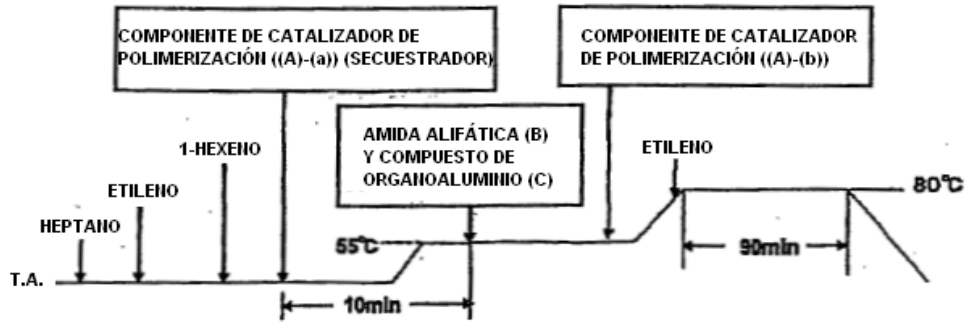 COMPONENTE DE CATALIZADOR DE
POLIMERIZACIÓN ((A)-(a)) (SECUESTRADOR)
COMPONENTE DE CATALIZADOR
DE POLIMERIZACIÓN ((A)-(b))
AMIDA ALIFÁTICA (B)
Y COMPUESTO DE
ORGANOALUMINIO (C)
1-HEXENO
ETILENO
ETILENO
HEPTANO
80°C
55°C
90min
T.A.
10min